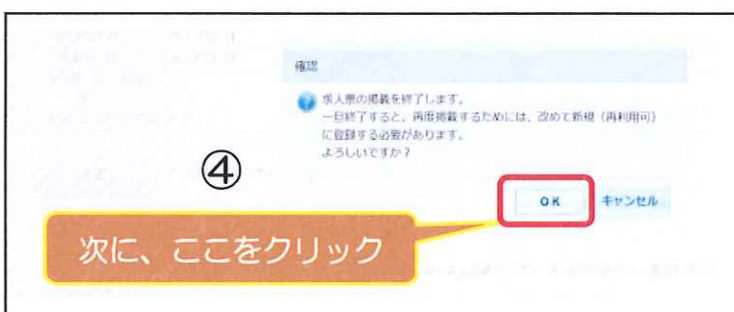 確認
求人票の掲載を終了します。
一旦終了すると、再度掲載するためには、改めて新規（再利用可）
に登録する必要があります。
よろしいですか？
④
OK
キャンセル
次に、ここをクリック